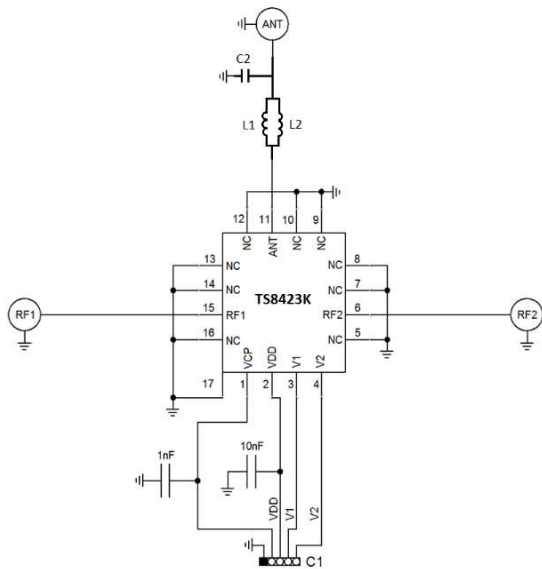 ANT
C2
L1 L2
12 11 10 9
NC ANT NC NC
13 NC NC 8
14 NC NC 7
TS8423K
RF1 15 RF1 RF2 6 RF2
16 NC NC 5
VCP VDD V1 V2
17 1 2 3 4
1nF 10nF
VDD V1 V2
C1